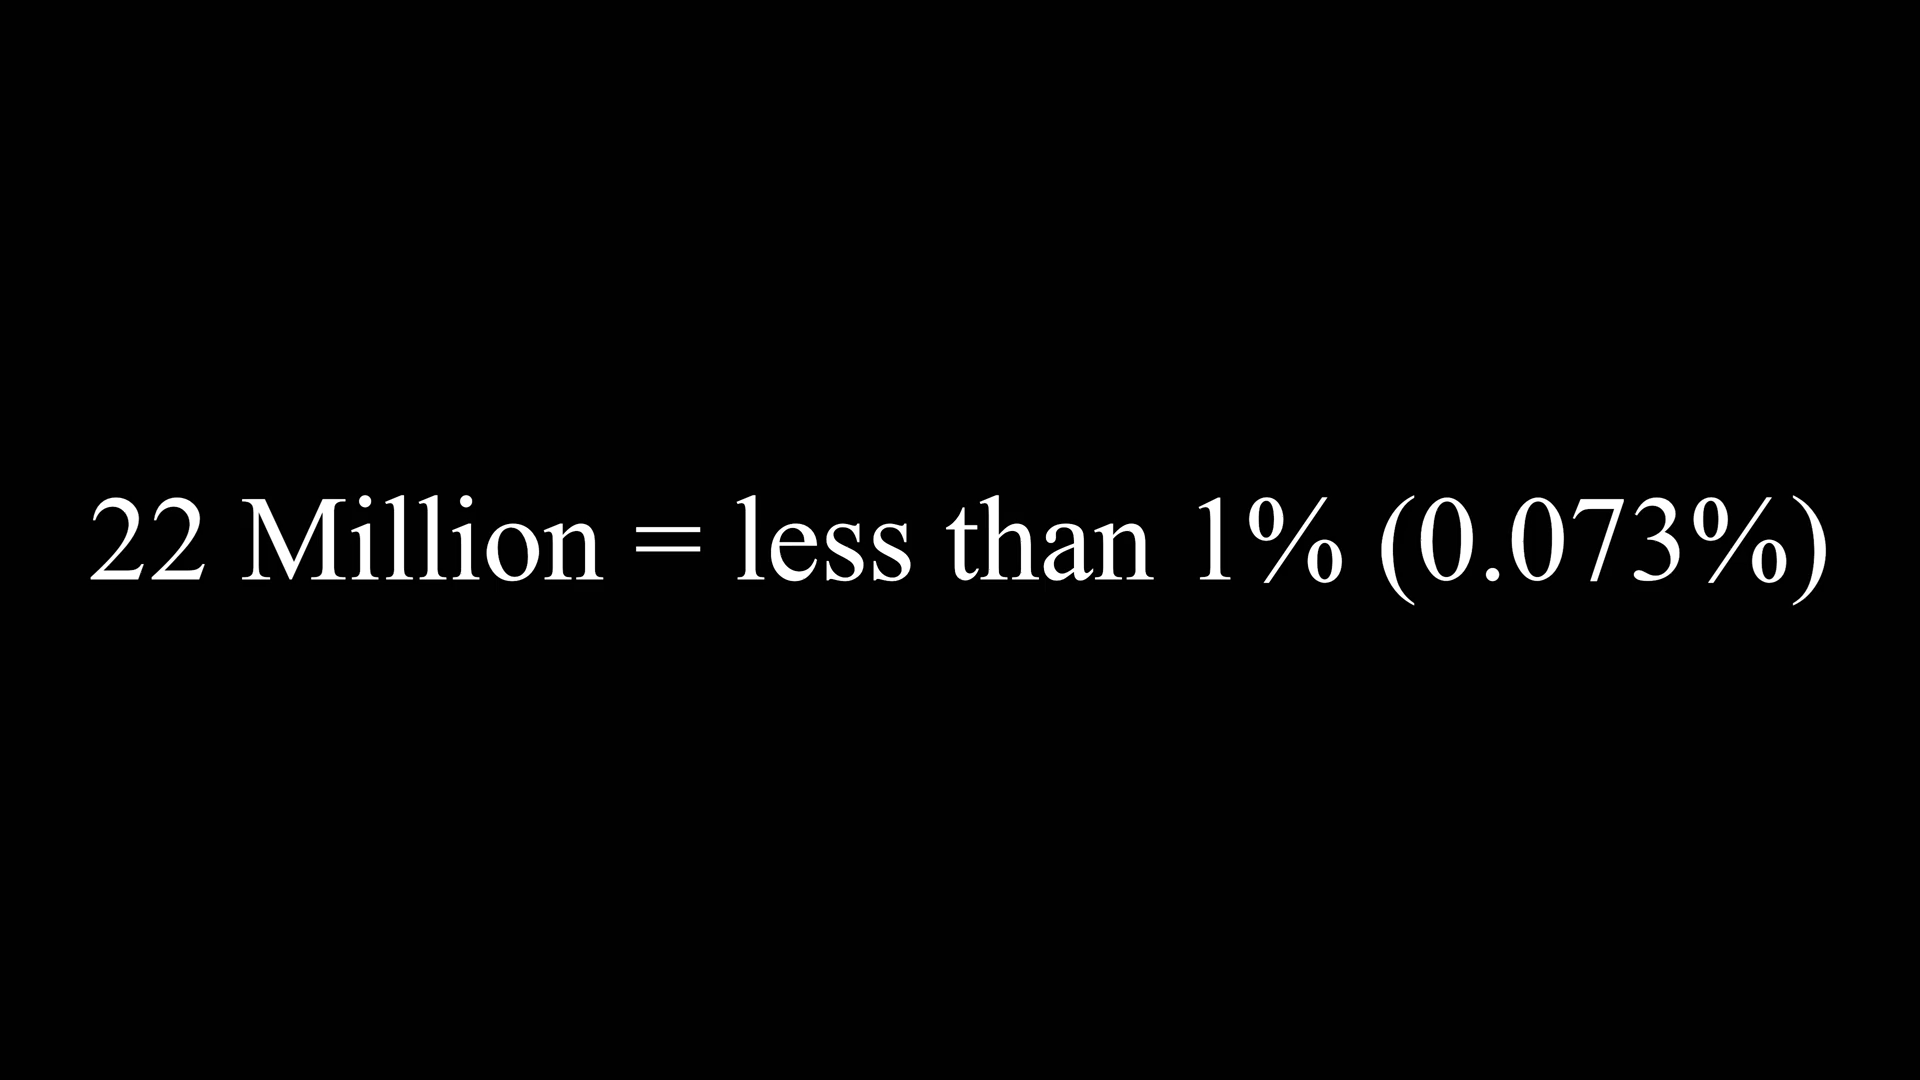 22 Million = less than 1% (0.073%)